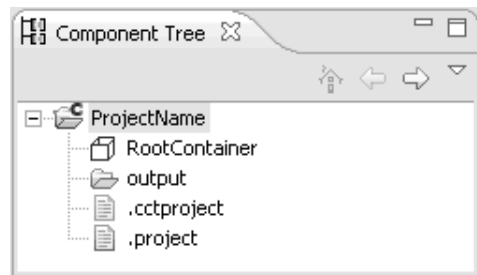 Component Tree
ProjectName
RootContainer
output
.cctproject
.project